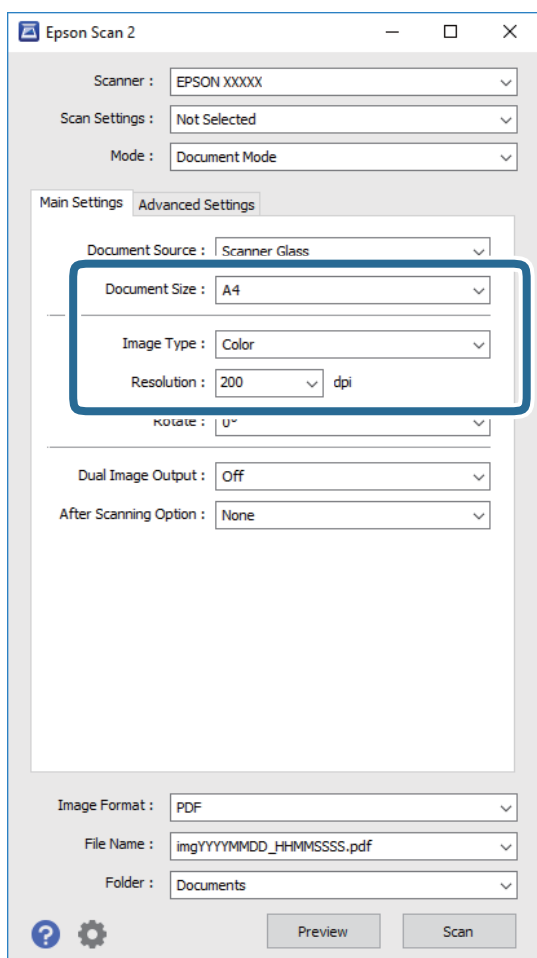 Epson Scan 2
Scanner : EPSON XXXXX
Scan Settings : Not Selected
Mode : Document Mode
Main Settings Advanced Settings
Document Source : Scanner Glass
Document Size : A4
Image Type : Color
Resolution : 200 dpi
Rotate : 0°
Dual Image Output : Off
After Scanning Option : None
Image Format : PDF
File Name : imgYYYYMMDD_HHMMSSSS.pdf
Folder : Documents
? Preview Scan